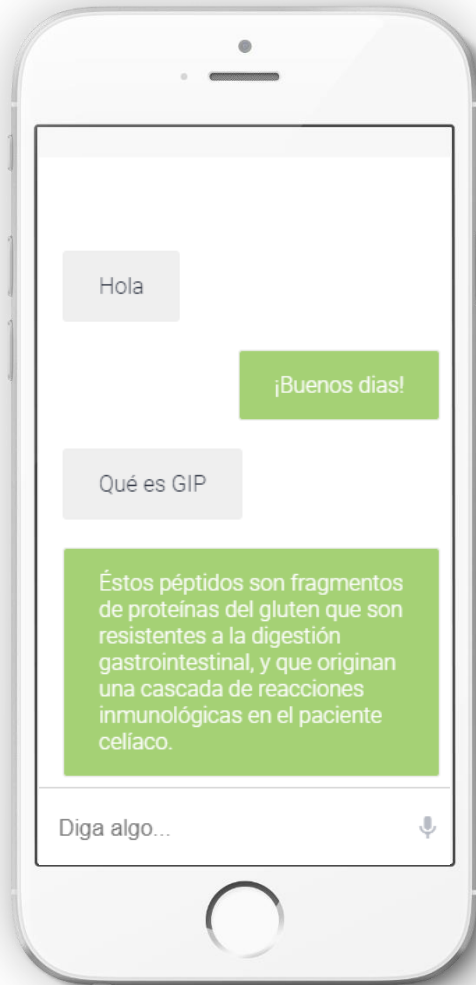 Hola
¡Buenos dias!
Qué es GIP
Éstos péptidos son fragmentos
de proteínas del gluten que son
resistentes a la digestión
gastrointestinal, y que originan
una cascada de reacciones
inmunológicas en el paciente
celíaco.
Diga algo...